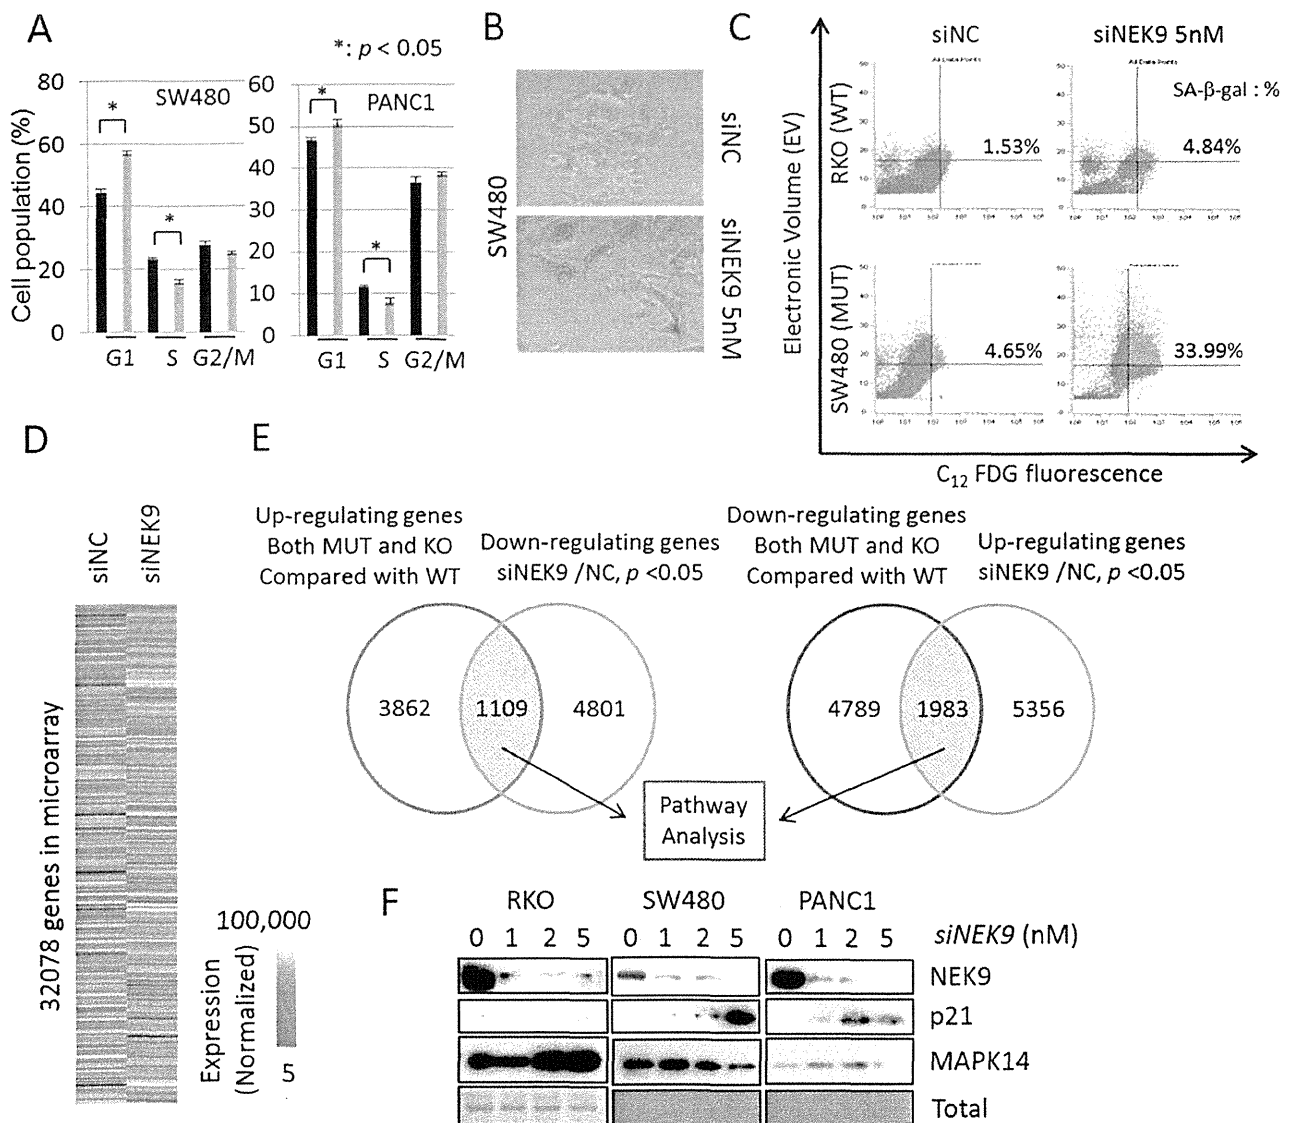 A
*: p < 0.05
Cell population (%)
80
60
40
20
0
SW480
*
*
G1
S
G2/M
60
50
40
30
20
10
0
PANC1
*
*
G1
S
G2/M
B
SW480
siNC
siNEK9 5nM
C
siNC
siNEK9 5nM
SA-β-gal : %
Electronic Volume (EV)
RKO (WT)
1.53%
4.84%
SW480 (MUT)
4.65%
33.99%
C12 FDG fluorescence
D
siNC
siNEK9
32078 genes in microarray
100,000
Expression
(Normalized)
5
E
Up-regulating genes
Both MUT and KO
Compared with WT
Down-regulating genes
siNEK9 /NC, p <0.05
3862
1109
4801
Down-regulating genes
Both MUT and KO
Compared with WT
Up-regulating genes
siNEK9 /NC, p <0.05
4789
1983
5356
Pathway
Analysis
F
RKO
SW480
PANC1
0 1 2 5
0 1 2 5
0 1 2 5
siNEK9 (nM)
NEK9
p21
MAPK14
Total